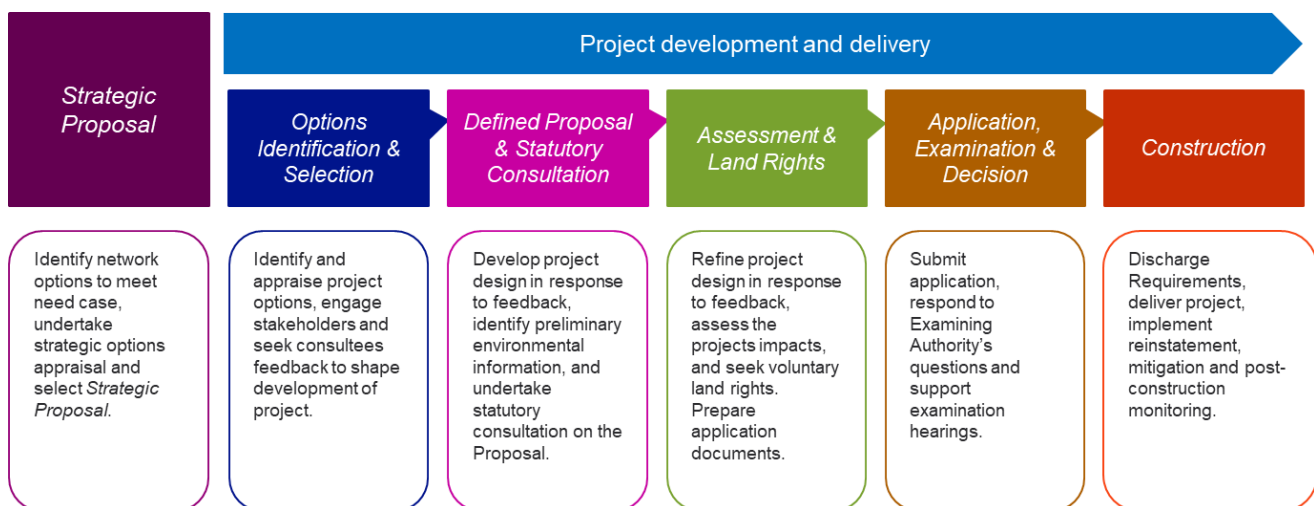 Project development and delivery
Strategic
Proposal
Options
Identification &
Selection
Defined Proposal
& Statutory
Consultation
Assessment &
Land Rights
Application,
Examination &
Decision
Construction
Identify network
options to meet
need case,
undertake
strategic options
appraisal and
select Strategic
Proposal.
Identify and
appraise project
options, engage
stakeholders and
seek consultees
feedback to shape
development of
project.
Develop project
design in response
to feedback,
identify preliminary
environmental
information, and
undertake
statutory
consultation on the
Proposal.
Refine project
design in response
to feedback,
assess the
projects impacts,
and seek voluntary
land rights.
Prepare
application
documents.
Submit
application,
respond to
Examining
Authority's
questions and
support
examination
hearings.
Discharge
Requirements,
deliver project,
implement
reinstatement,
mitigation and post-
construction
monitoring.